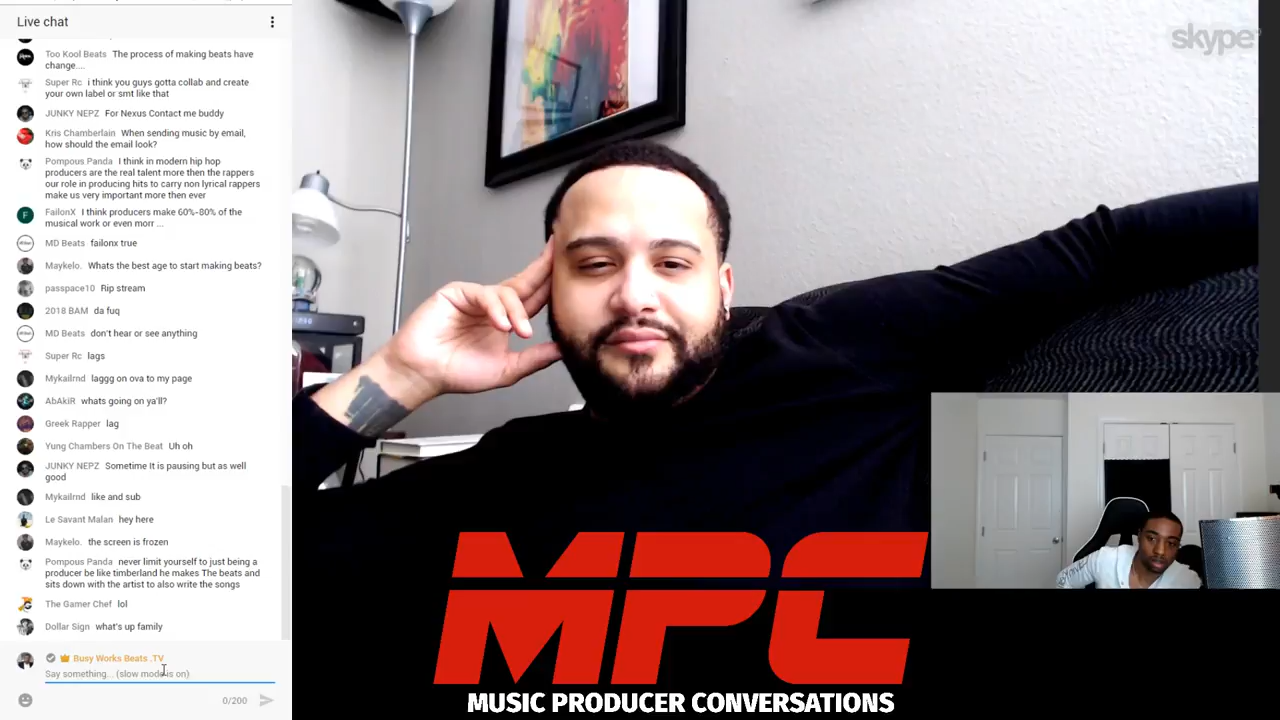 Live chat
Too Kool Beats The process of making beats have
change....
Super Rc i think you guys gotta collab and create
your own label or smt like that
JUNKY NEPZ For Nexus Contact me buddy
Kris Chamberlain When sending music by email,
how should the email look?
Pompous Panda I think in modern hip hop
producers are the real talent more then the rappers
our role in producing hits to carry non lyrical rappers
make us very important more then ever
F FailonX I think producers make 60%-80% of the
musical work or even morr ...
MD Beats failonx true
Maykelo. Whats the best age to start making beats?
passpace10 Rip stream
2018 BAM da fuq
MD Beats don't hear or see anything
Super Rc lags
Mykailrnd laggg on ova to my page
AbAkiR whats going on ya'll?
Greek Rapper lag
Yung Chambers On The Beat Uh oh
JUNKY NEPZ Sometime It is pausing but as well
good
Mykailrnd like and sub
Le Savant Malan hey here
Maykelo. the screen is frozen
Pompous Panda never limit yourself to just being a
producer be like timberland he makes The beats and
sits down with the artist to also write the songs
The Gamer Chef lol
Dollar Sign what's up family
Busy Works Beats .TV
Say something... (slow mode is on)
0/200
skype
MPC
MUSIC PRODUCER CONVERSATIONS